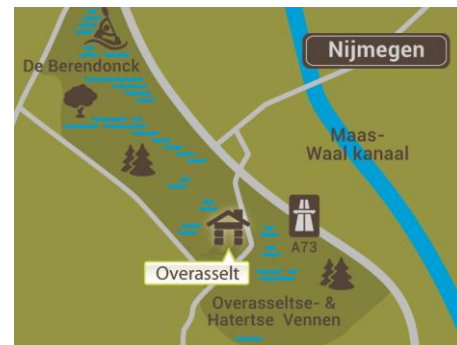 Nijmegen
De Berendonck
Maas-
Waal kanaal
A73
Overasselt
Overasseltse- &
Hatertse Vennen